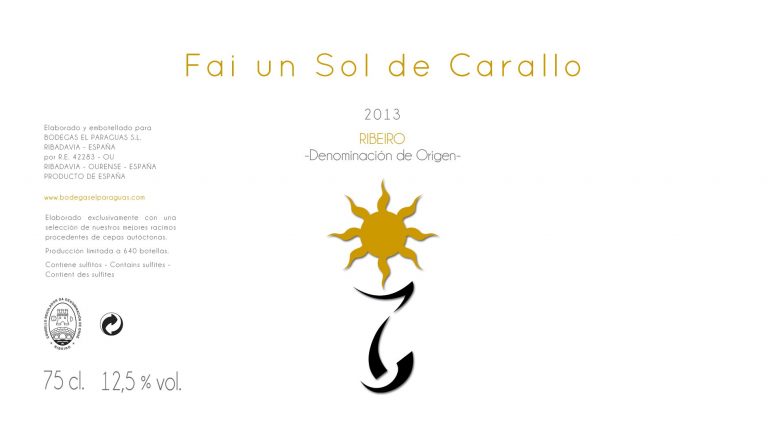 Fai un Sol de Carallo
2013
RIBEIRO
-Denominación de Origen-
Elaborado y embotellado para
BODEGAS EL PARAGUAS S.L.
RIBADAVIA - ESPAÑA
por R.E. 42283 - OU
RIBADAVIA - OURENSE - ESPAÑA
PRODUCTO DE ESPAÑA
www.bodegaselparaguas.com
Elaborado exclusivamente con una
selección de nuestros mejores racimos
procedentes de cepas autóctonas.
Producción limitada a 640 botellas.
Contiene sulfitos - Contains sulfites -
Contient des sulfites
RIBEIRO
75 cl. 12,5 % vol.